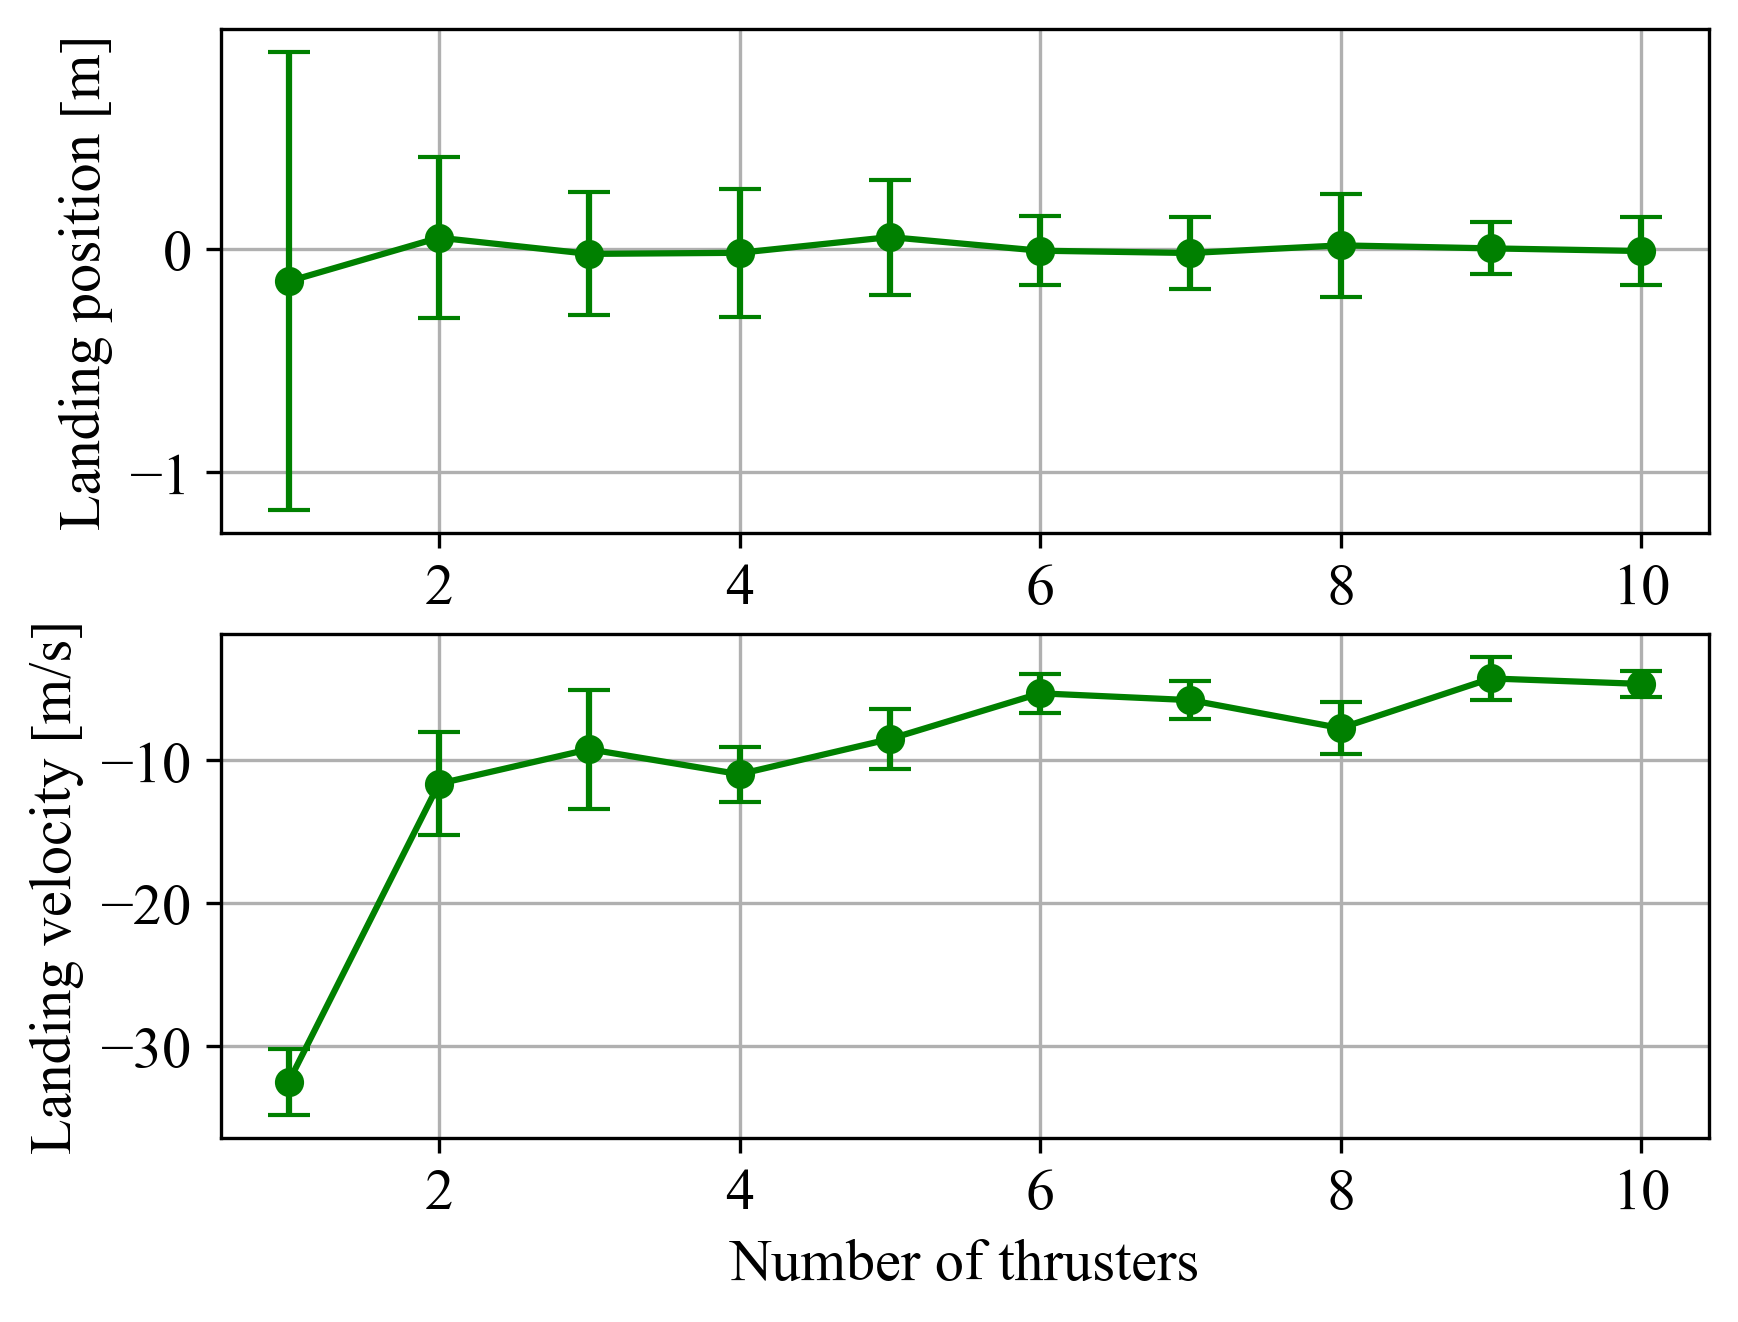 Landing position [m]
0
−1
2 4 6 8 10
Landing velocity [m/s]
−10
−20
−30
2 4 6 8 10
Number of thrusters